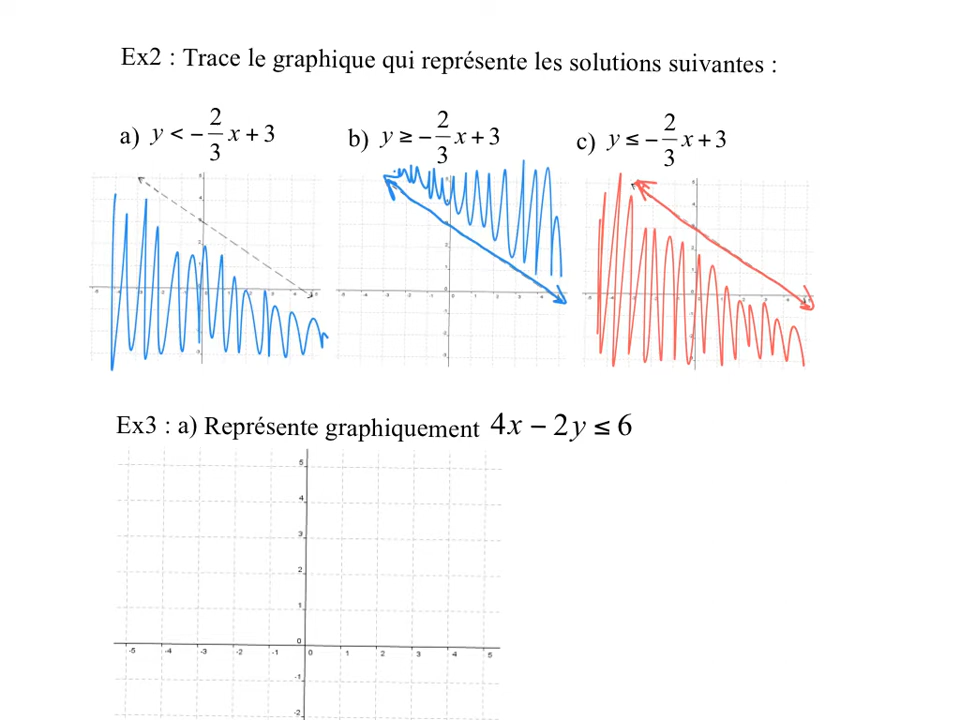 Ex2 : Trace le graphique qui représente les solutions suivantes :
a) y < −2/3 x + 3 b) y ≥ −2/3 x + 3 c) y ≤ −2/3 x + 3
Ex3 : a) Représente graphiquement 4x − 2y ≤ 6
5
4
3
2
1
0
-5 -4 -3 -2 -1 0 1 2 3 4 5
-1
-2